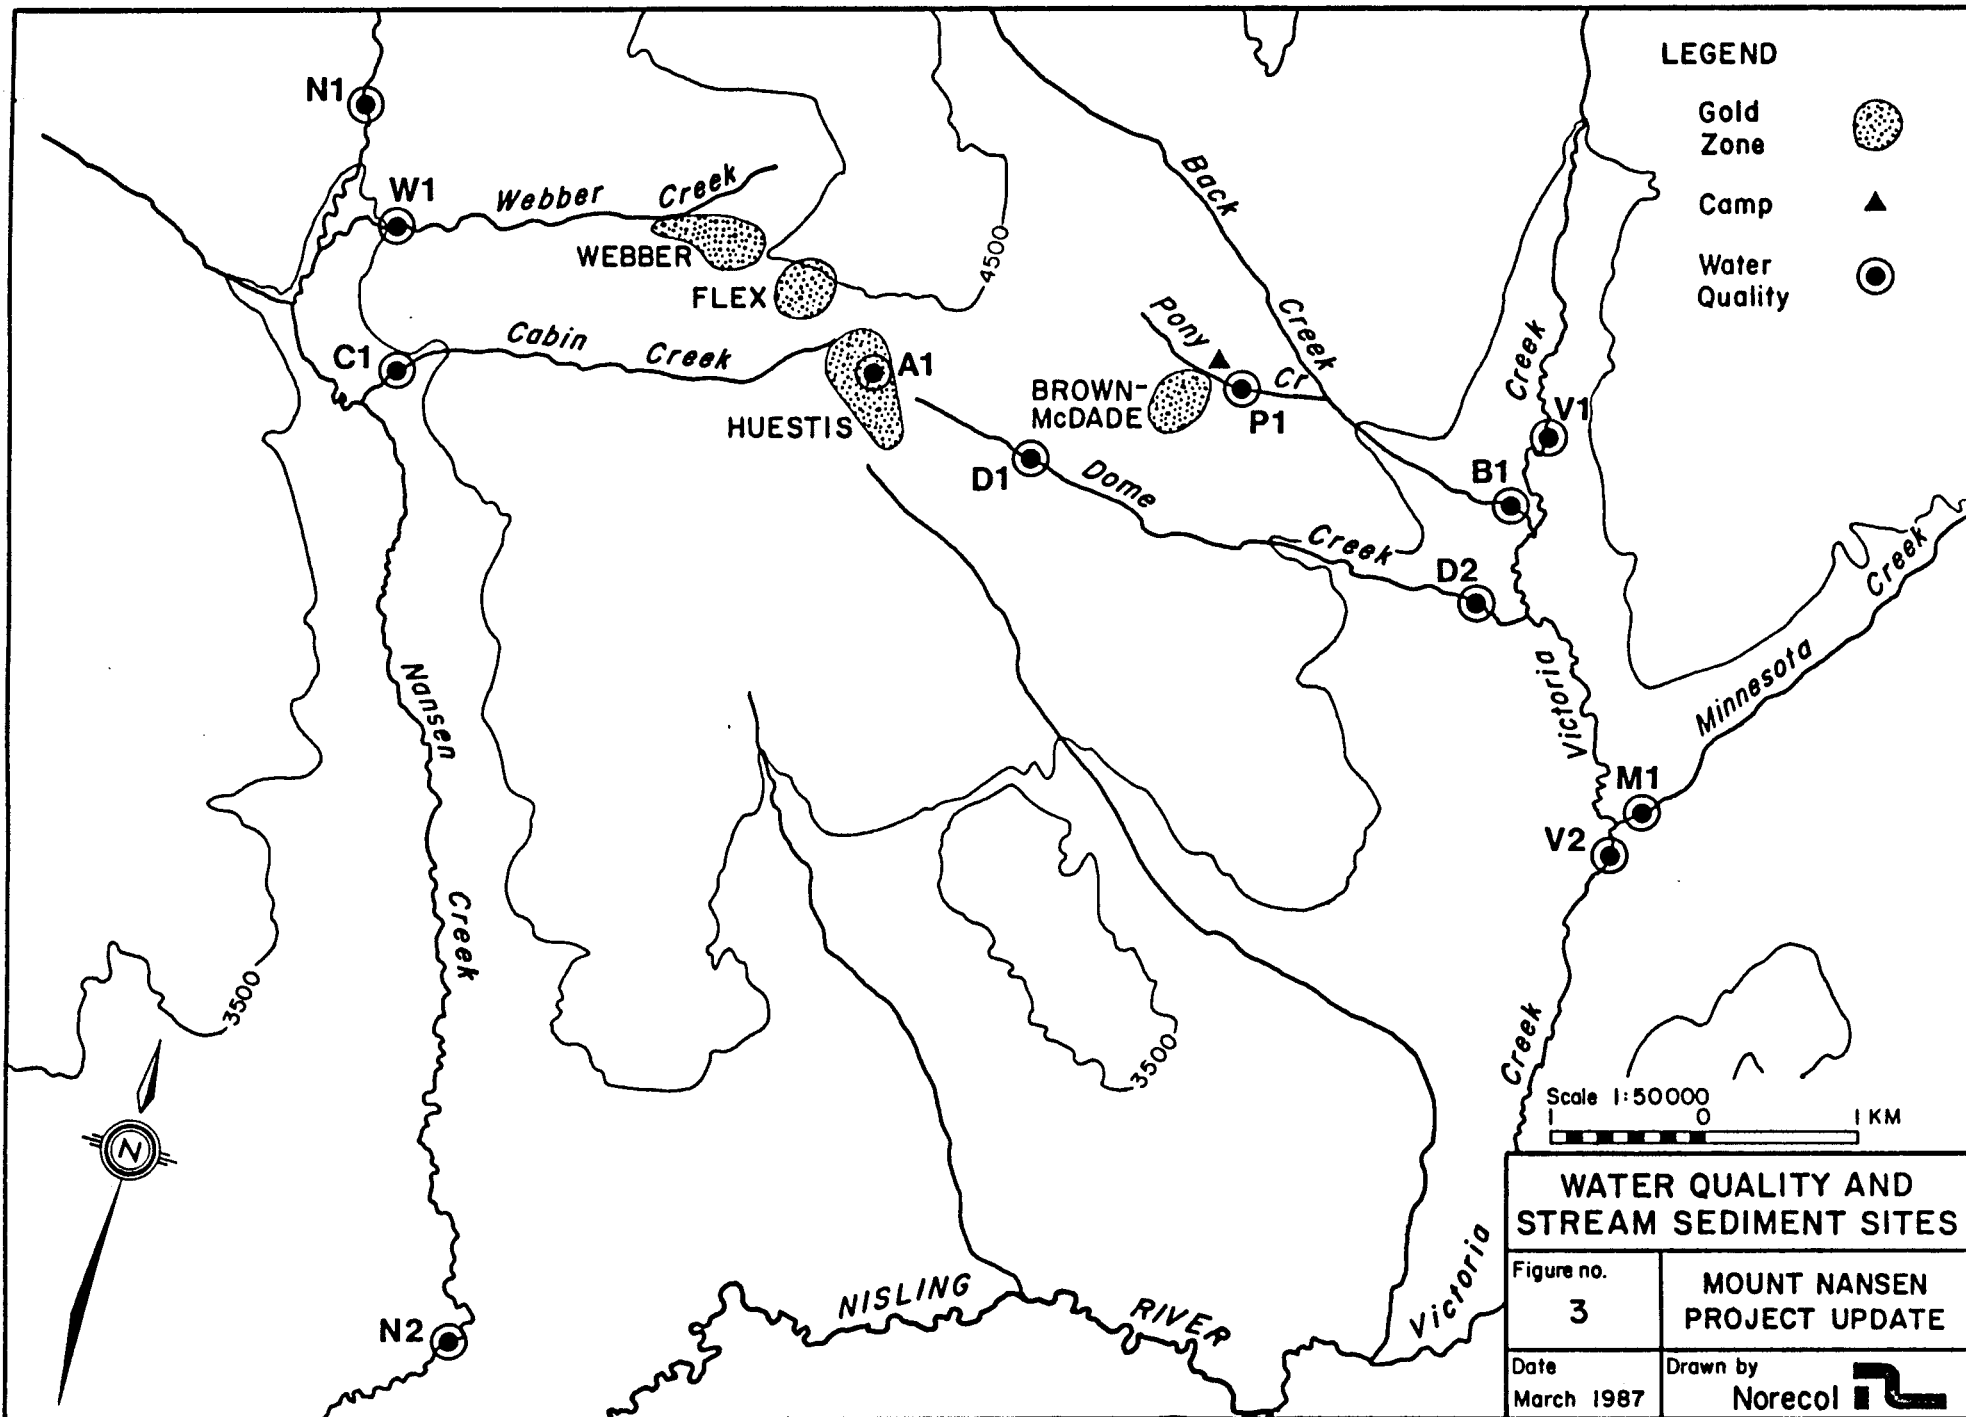 N1
W1
Webber Creek
WEBBER
FLEX
4500
C1
Cabin Creek
A1
HUESTIS
Back Creek
Pony Cr
BROWN-
McDADE
P1
D1
Dome Creek
D2
B1
V1
Creek
Victoria
Minnesota Creek
M1
V2
Creek
Victoria
Nansen Creek
3500
3500
N
N2
NISLING RIVER
LEGEND
Gold
Zone
Camp
Water
Quality
Scale 1:50000
1 0 1 KM
WATER QUALITY AND
STREAM SEDIMENT SITES
Figure no.
3
MOUNT NANSEN
PROJECT UPDATE
Date
March 1987
Drawn by
Norecol